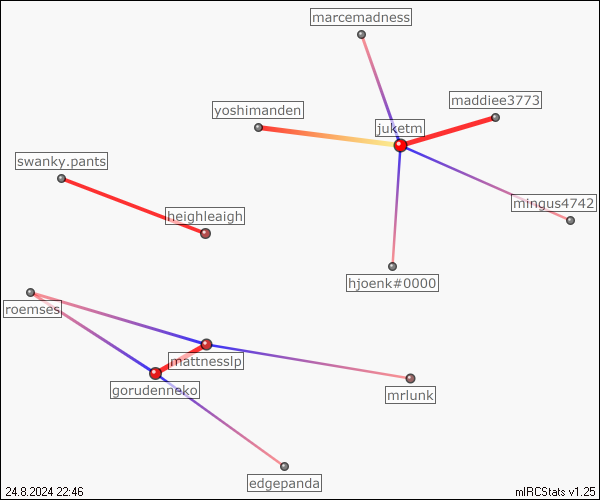 marcemadness
maddiee3773
yoshimanden
juketm
swanky.pants
mingus4742
heighleaigh
hjoenk#0000
roemses
mattnesslp
gorudenneko
mrlunk
edgepanda
24.8.2024 22:46
mIRCStats v1.25